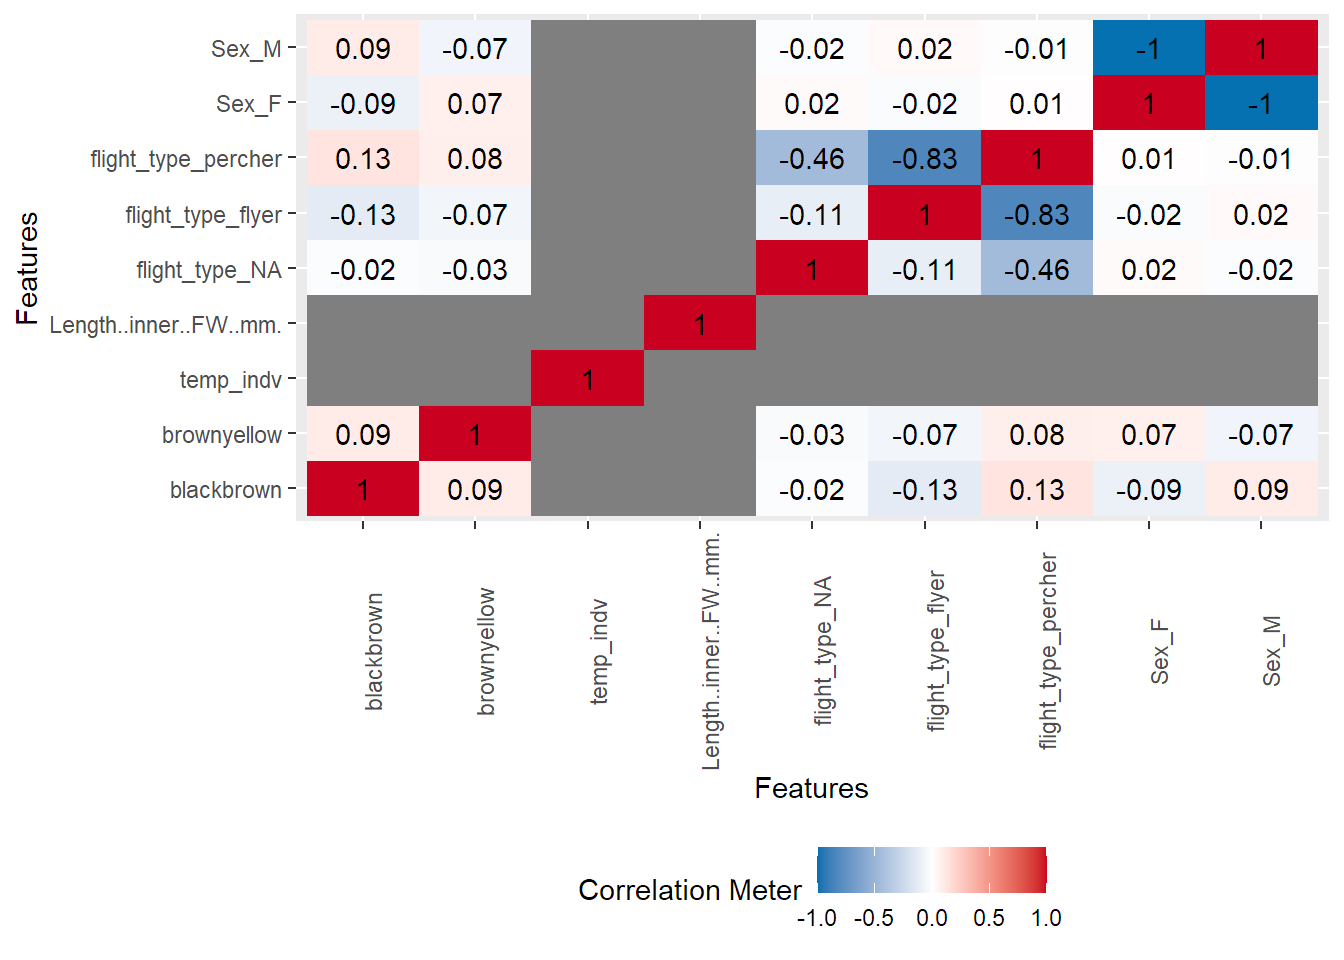 Sex_M 0.09 -0.07 -0.02 0.02 -0.01 -1 1
Sex_F -0.09 0.07 0.02 -0.02 0.01 1 -1
flight_type_percher 0.13 0.08 -0.46 -0.83 1 0.01 -0.01
flight_type_flyer -0.13 -0.07 -0.11 1 -0.83 -0.02 0.02
flight_type_NA -0.02 -0.03 1 -0.11 -0.46 0.02 -0.02
Length..inner..FW..mm. 1
temp_indv 1
brownyellow 0.09 1 -0.03 -0.07 0.08 0.07 -0.07
blackbrown 1 0.09 -0.02 -0.13 0.13 -0.09 0.09
Features
blackbrown
brownyellow
temp_indv
Length..inner..FW..mm.
flight_type_NA
flight_type_flyer
flight_type_percher
Sex_F
Sex_M
Features
Correlation Meter
-1.0 -0.5 0.0 0.5 1.0